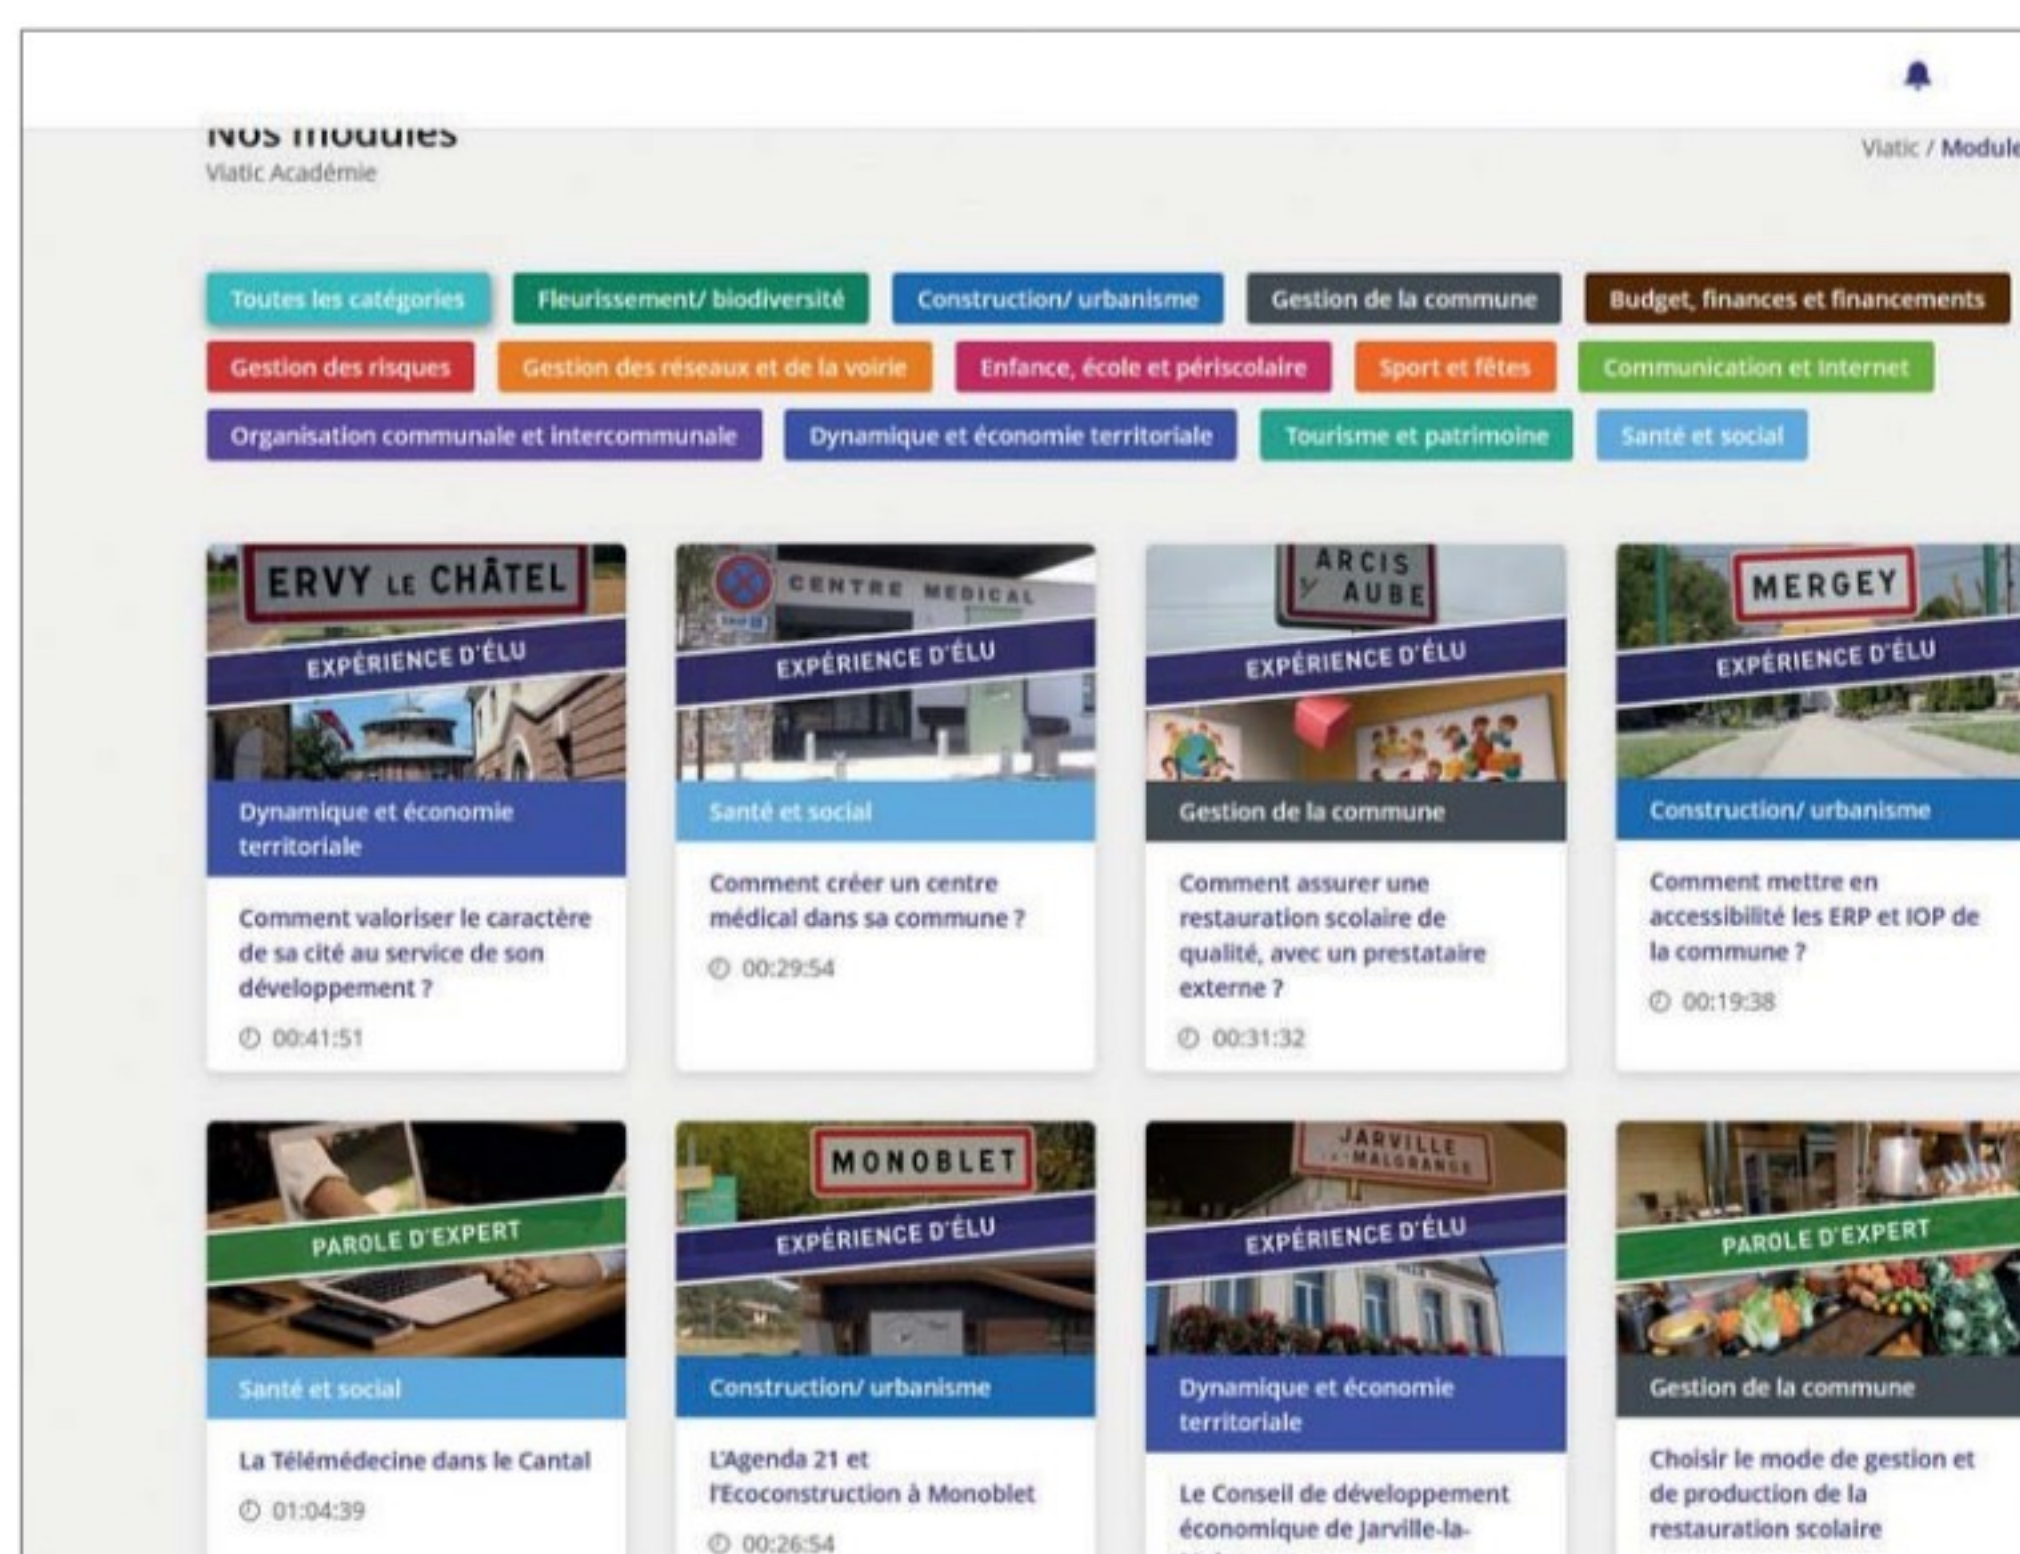 Nos modules
Viatic Académie
Viatic / Module
Toutes les catégories
Fleurissement/ biodiversité
Construction/ urbanisme
Gestion de la commune
Budget, finances et financements
Gestion des risques
Gestion des réseaux et de la voirie
Enfance, école et périscolaire
Sport et fêtes
Communication et Internet
Organisation communale et intercommunale
Dynamique et économie territoriale
Tourisme et patrimoine
Santé et social
ERVY LE CHÂTEL
EXPÉRIENCE D'ÉLU
Dynamique et économie
territoriale
Comment valoriser le caractère
de sa cité au service de son
développement ?
00:41:51
CENTRE MEDICAL
EXPÉRIENCE D'ÉLU
Santé et social
Comment créer un centre
médical dans sa commune ?
00:29:54
ARCIS
s/ AUBE
EXPÉRIENCE D'ÉLU
Gestion de la commune
Comment assurer une
restauration scolaire de
qualité, avec un prestataire
externe ?
00:31:32
MERGEY
EXPÉRIENCE D'ÉLU
Construction/ urbanisme
Comment mettre en
accessibilité les ERP et IOP de
la commune ?
00:19:38
PAROLE D'EXPERT
Santé et social
La Télémédecine dans le Cantal
01:04:39
MONOBLET
EXPÉRIENCE D'ÉLU
Construction/ urbanisme
L'Agenda 21 et
l'Ecoconstruction à Monoblet
00:26:54
JARVILLE
LA-MALGRANGE
EXPÉRIENCE D'ÉLU
Dynamique et économie
territoriale
Le Conseil de développement
économique de Jarville-la-
PAROLE D'EXPERT
Gestion de la commune
Choisir le mode de gestion et
de production de la
restauration scolaire